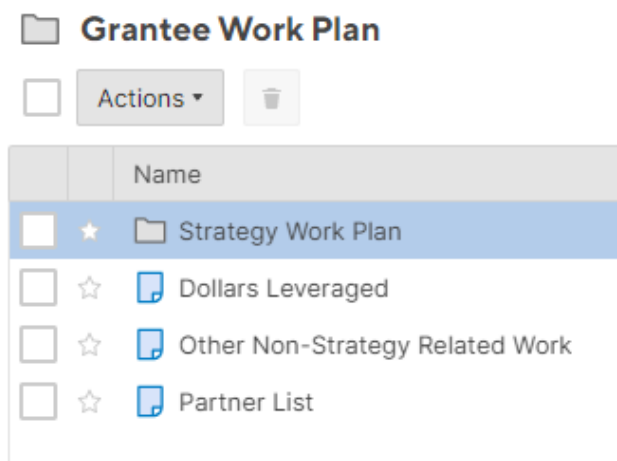 Grantee Work Plan
Actions
Name
Strategy Work Plan
Dollars Leveraged
Other Non-Strategy Related Work
Partner List